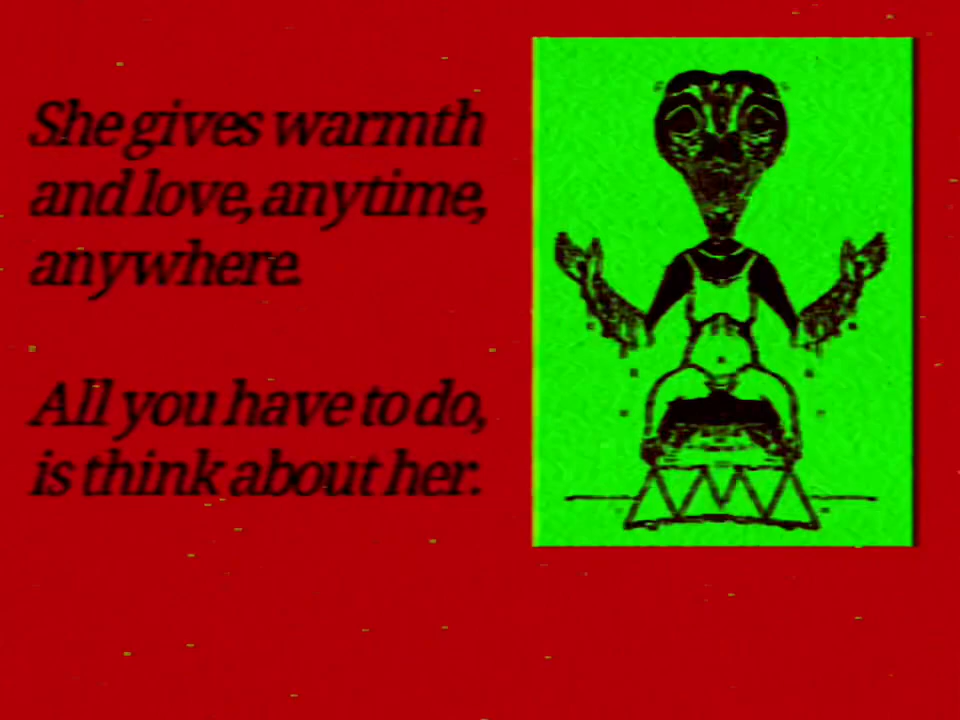 She gives warmth
and love, anytime,
anywhere.
All you have to do,
is think about her.